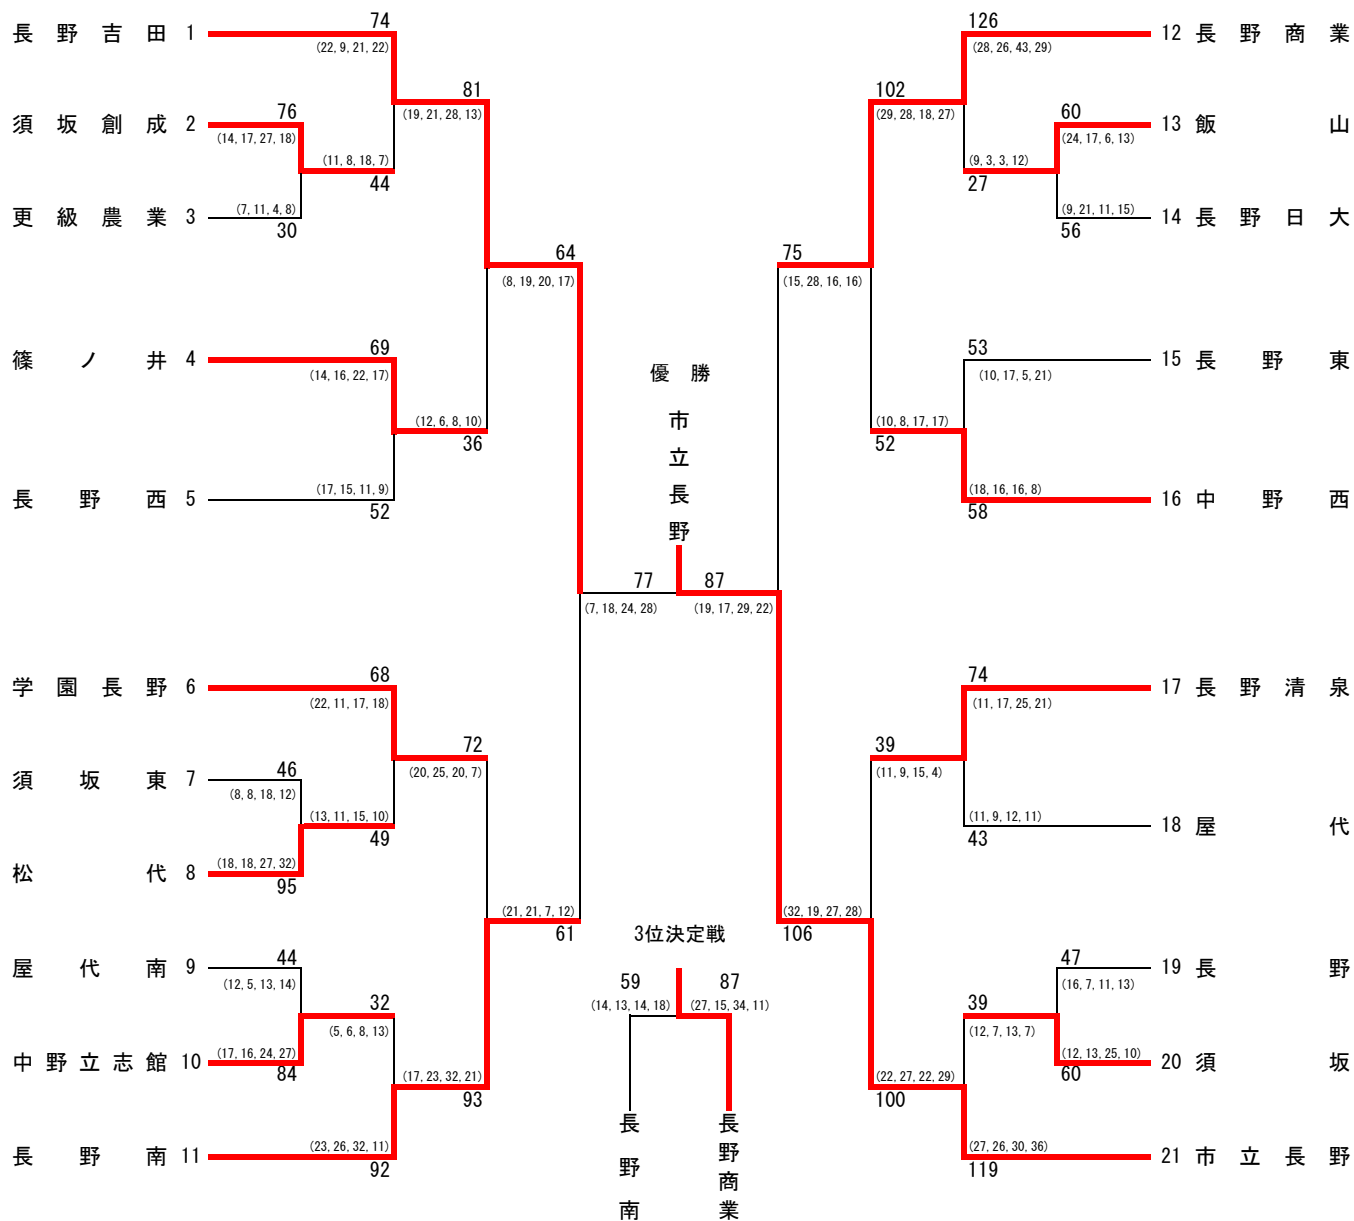 長野吉田 1
74
(22, 9, 21, 22)
須坂創成 2
76
(14, 17, 27, 18)
更級農業 3
(7, 11, 4, 8)
30
(11, 8, 18, 7)
44
81
(19, 21, 28, 13)
篠ノ井 4
69
(14, 16, 22, 17)
長野西 5
(17, 15, 11, 9)
52
(12, 6, 8, 10)
36
64
(8, 19, 20, 17)
学園長野 6
68
(22, 11, 17, 18)
須坂東 7
46
(8, 8, 18, 12)
松代 8
(18, 18, 27, 32)
95
(13, 11, 15, 10)
49
72
(20, 25, 20, 7)
屋代南 9
44
(12, 5, 13, 14)
中野立志館 10
(17, 16, 24, 27)
84
32
(5, 6, 8, 13)
長野南 11
(23, 26, 32, 11)
92
(17, 23, 32, 21)
93
(21, 21, 7, 12)
61
優勝
市立長野
77
(7, 18, 24, 28)
87
(19, 17, 29, 22)
3位決定戦
59
(14, 13, 14, 18)
87
(27, 15, 34, 11)
長野南
長野商業
126
(28, 26, 43, 29)
12 長野商業
60
(24, 17, 6, 13)
13 飯山
(9, 21, 11, 15)
56
14 長野日大
(9, 3, 3, 12)
27
102
(29, 28, 18, 27)
53
(10, 17, 5, 21)
15 長野東
(18, 16, 16, 8)
58
16 中野西
(10, 8, 17, 17)
52
75
(15, 28, 16, 16)
74
(11, 17, 25, 21)
17 長野清泉
(11, 9, 12, 11)
43
18 屋代
39
(11, 9, 15, 4)
47
(16, 7, 11, 13)
19 長野
(12, 13, 25, 10)
60
20 須坂
39
(12, 7, 13, 7)
(27, 26, 30, 36)
119
21 市立長野
(22, 27, 22, 29)
100
(32, 19, 27, 28)
106